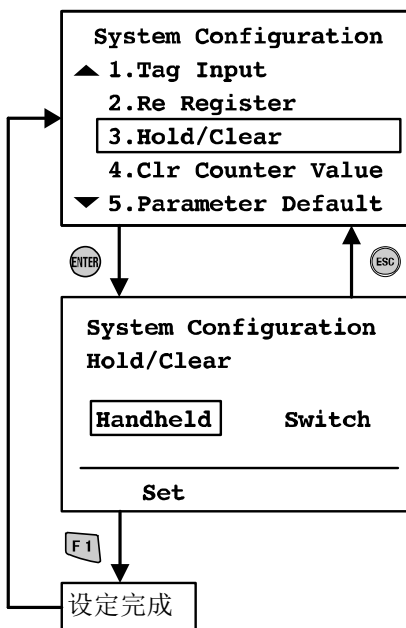 System Configuration
▲ 1.Tag Input
2.Re Register
3.Hold/Clear
4.Clr Counter Value
▼ 5.Parameter Default
ENTER
ESC
System Configuration
Hold/Clear
Handheld Switch
Set
F1
设定完成